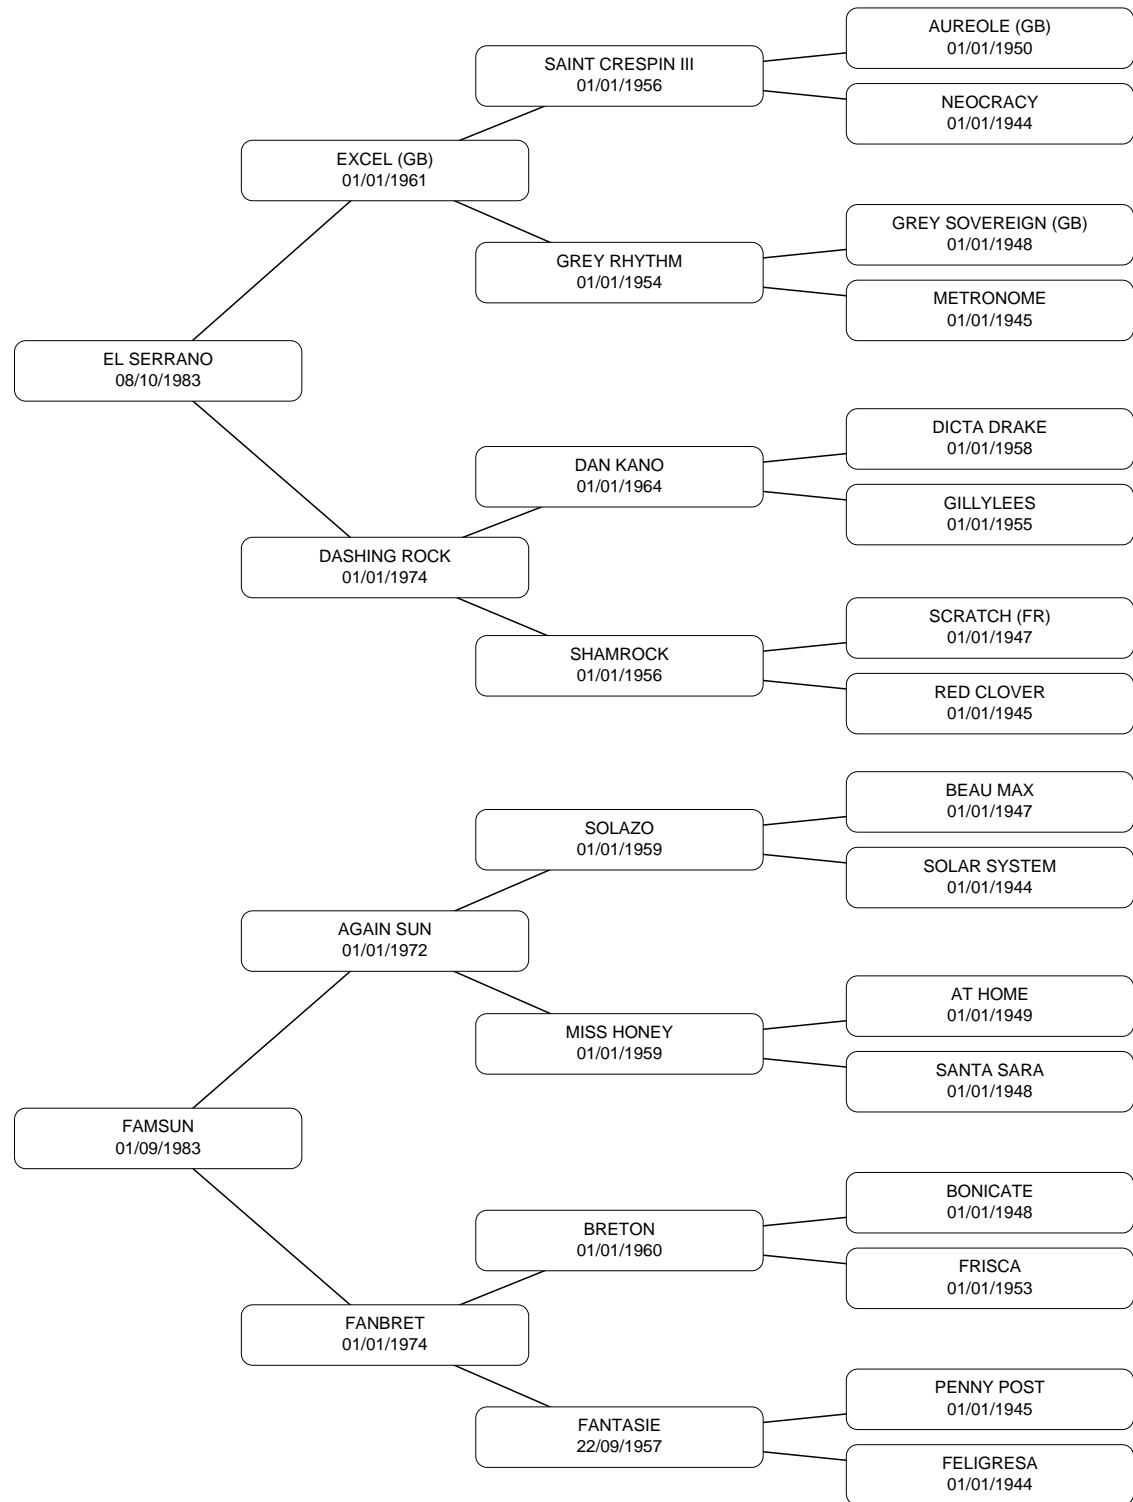 AUREOLE (GB)
01/01/1950
SAINT CRESPIN III
01/01/1956
NEOCRACY
01/01/1944
EXCEL (GB)
01/01/1961
GREY SOVEREIGN (GB)
01/01/1948
GREY RHYTHM
01/01/1954
METRONOME
01/01/1945
EL SERRANO
08/10/1983
DICTA DRAKE
01/01/1958
DAN KANO
01/01/1964
GILLYLEES
01/01/1955
DASHING ROCK
01/01/1974
SCRATCH (FR)
01/01/1947
SHAMROCK
01/01/1956
RED CLOVER
01/01/1945
BEAU MAX
01/01/1947
SOLAZO
01/01/1959
SOLAR SYSTEM
01/01/1944
AGAIN SUN
01/01/1972
AT HOME
01/01/1949
MISS HONEY
01/01/1959
SANTA SARA
01/01/1948
FAMSUN
01/09/1983
BONICATE
01/01/1948
BRETON
01/01/1960
FRISCA
01/01/1953
FANBRET
01/01/1974
PENNY POST
01/01/1945
FANTASIE
22/09/1957
FELIGRESA
01/01/1944